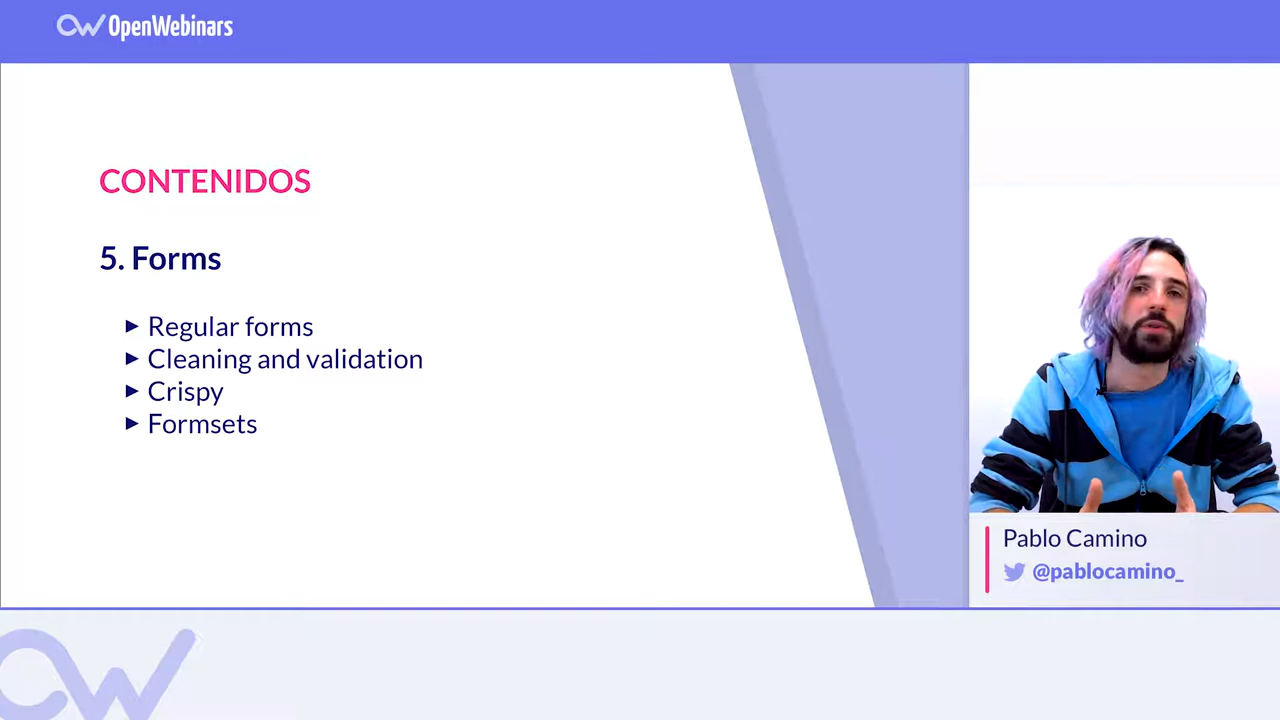 OpenWebinars
CONTENIDOS
5. Forms
Regular forms
Cleaning and validation
Crispy
Formsets
Pablo Camino
@pablocamino_